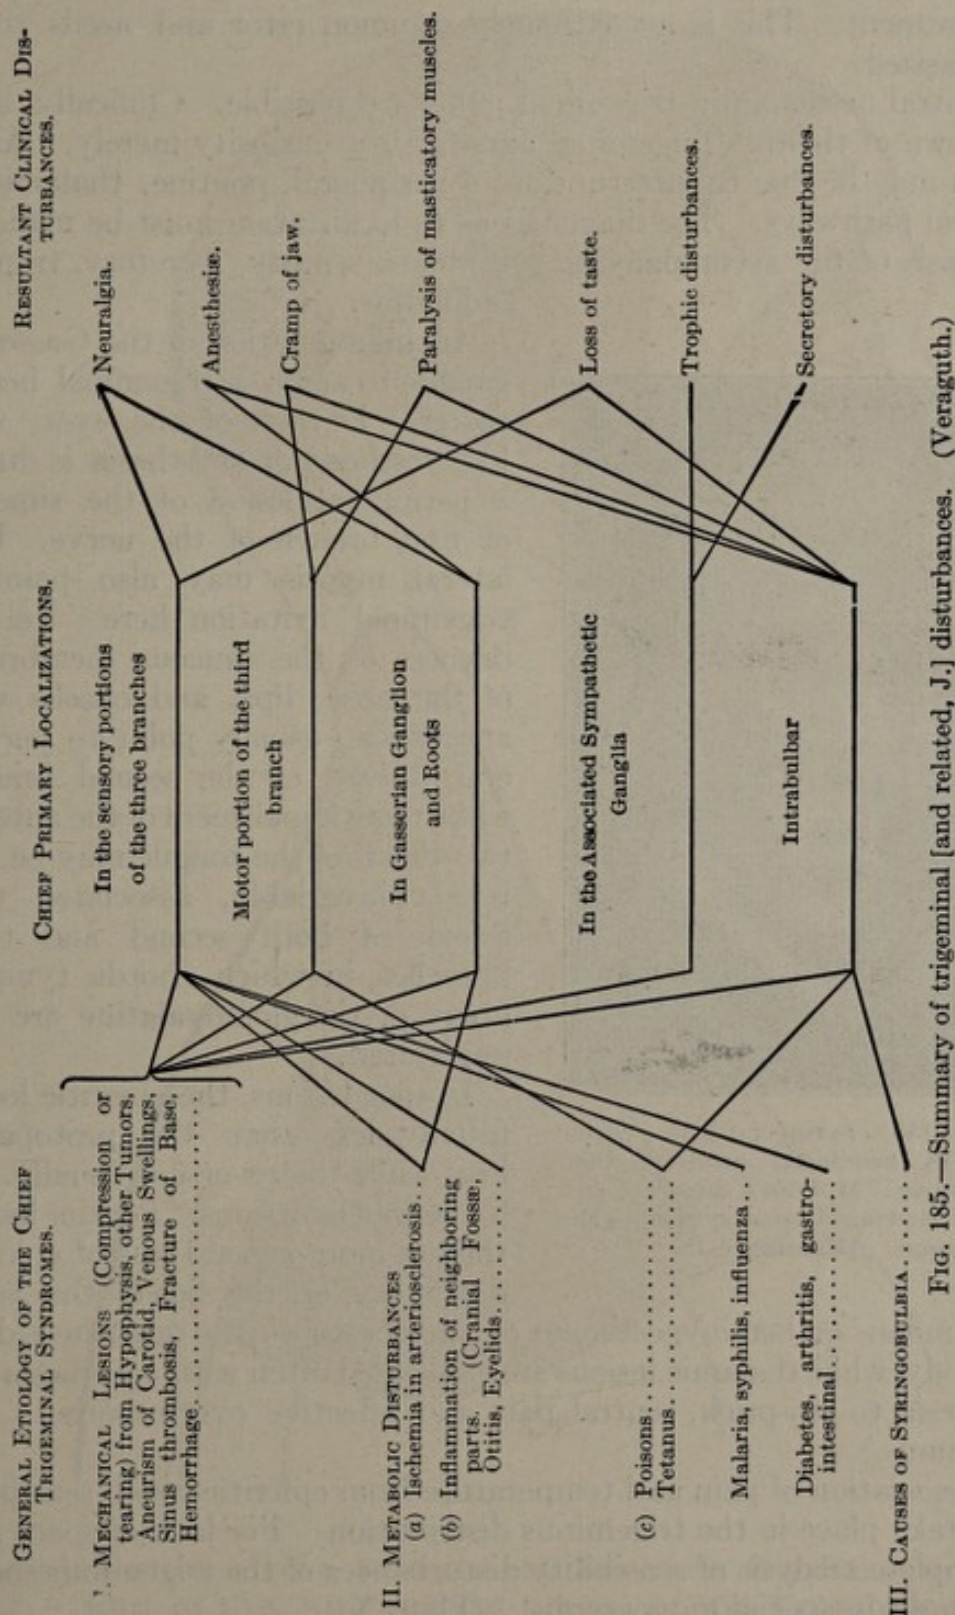 GENERAL ETIOLOGY OF THE CHIEF
TRIGEMINAL SYNDROMES.
MECHANICAL LESIONS (Compression or
tearing) from Hypophysis, other Tumors,
Aneurism of Carotid, Venous Swellings,
Sinus thrombosis, Fracture of Base,
Hemorrhage
II. METABOLIC DISTURBANCES
(a) Ischemia in arteriosclerosis...
(b) Inflammation of neighboring
parts. (Cranial Fossæ,
Otitis, Eyelids
(c) Poisons
Tetanus
Malaria, syphilis, influenza...
Diabetes, arthritis, gastro-
intestinal
III. CAUSES OF SYRINGOBULBIA
CHIEF PRIMARY LOCALIZATIONS.
In the sensory portions
of the three branches
Motor portion of the third
branch
In Gasserian Ganglion
and Roots
In the Associated Sympathetic
Ganglia
Intrabulbar
RESULTANT CLINICAL DIS-
TURBANCES.
Neuralgia.
Anesthesiæ.
Cramp of jaw.
Paralysis of masticatory muscles.
Loss of taste.
Trophic disturbances.
Secretory disturbances.
FIG. 185.—Summary of trigeminal [and related, J.] disturbances. (Veraguth.)